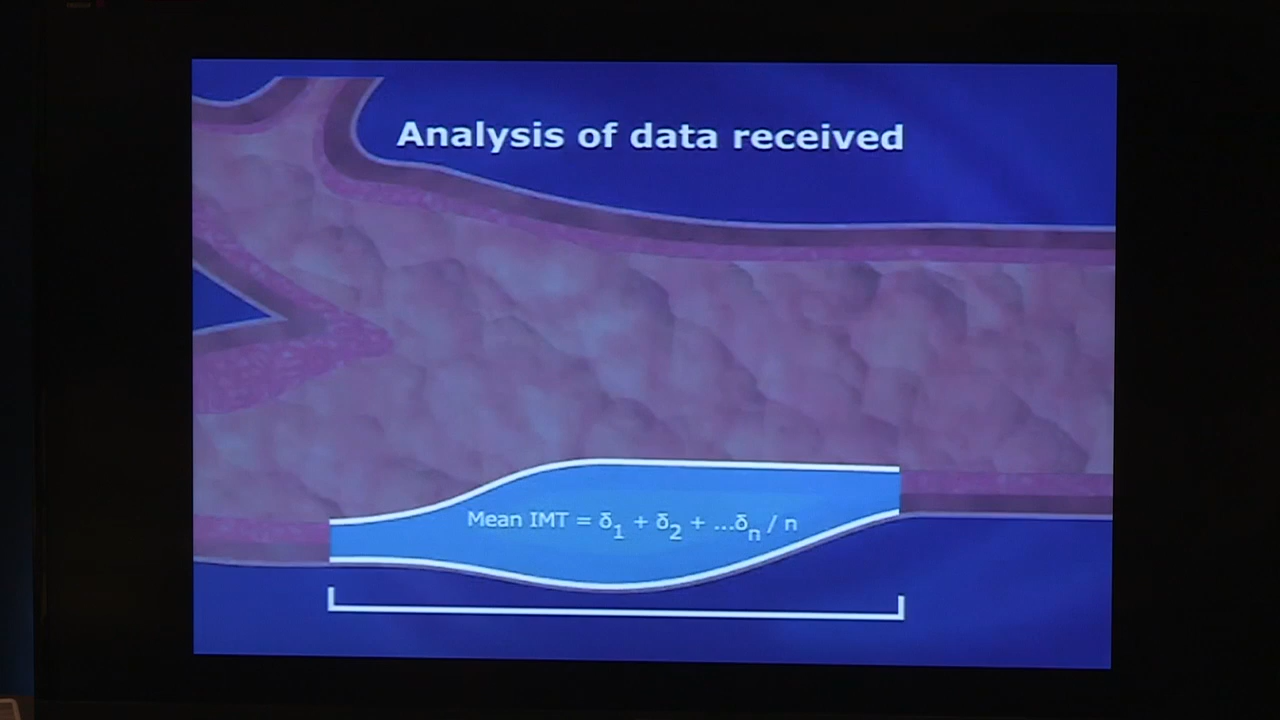 Analysis of data received
Mean IMT = δ₁ + δ₂ + ...δₙ / n